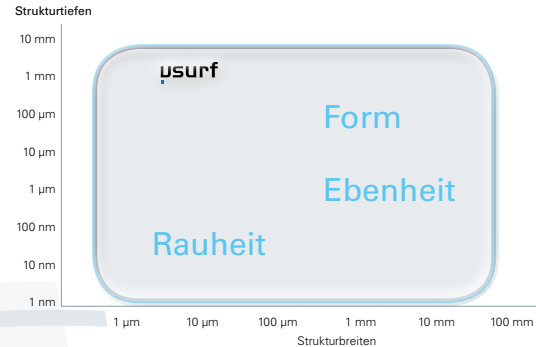 Strukturtiefen
10 mm
1 mm
100 µm
10 µm
1 µm
100 nm
10 nm
1 nm
µsurf
Form
Ebenheit
Rauheit
1 µm 10 µm 100 µm 1 mm 10 mm 100 mm
Strukturbreiten